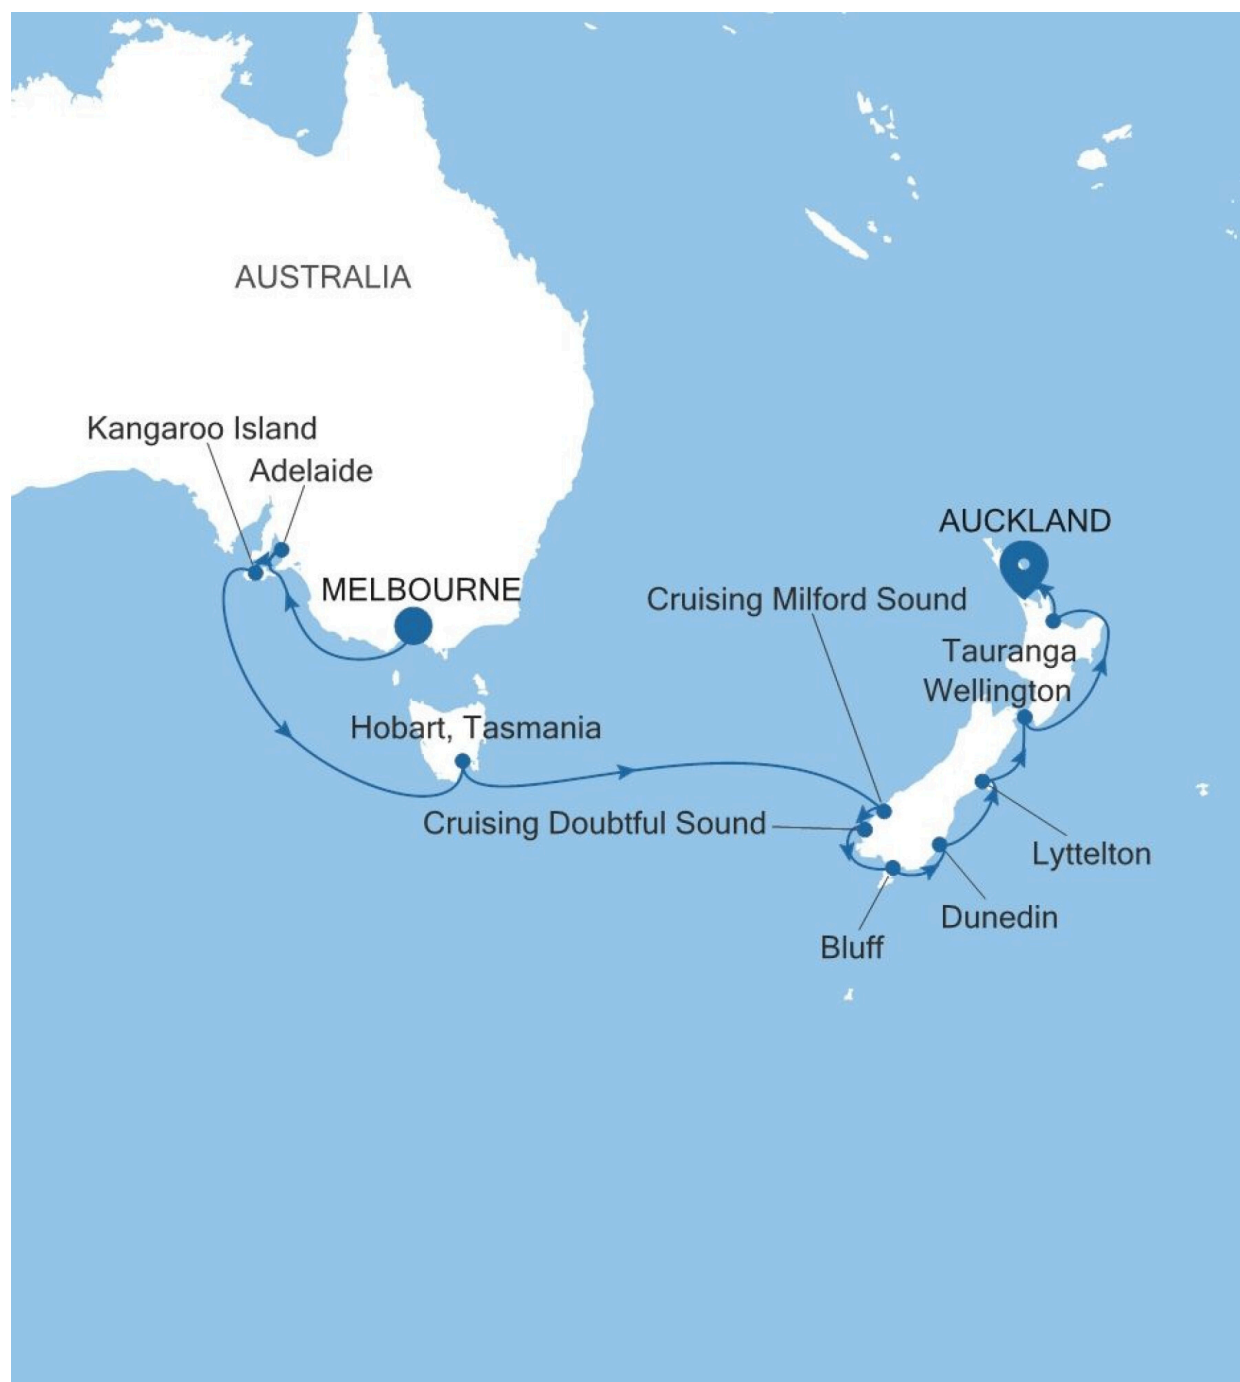 AUSTRALIA
Kangaroo Island
Adelaide
AUCKLAND
MELBOURNE
Cruising Milford Sound
Tauranga
Wellington
Hobart, Tasmania
Cruising Doubtful Sound
Lyttelton
Dunedin
Bluff